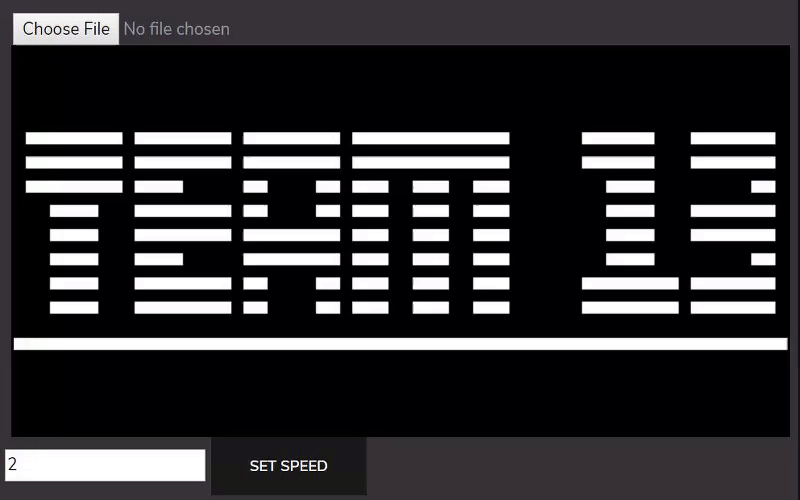 Choose File No file chosen
TEAM 13
2
SET SPEED